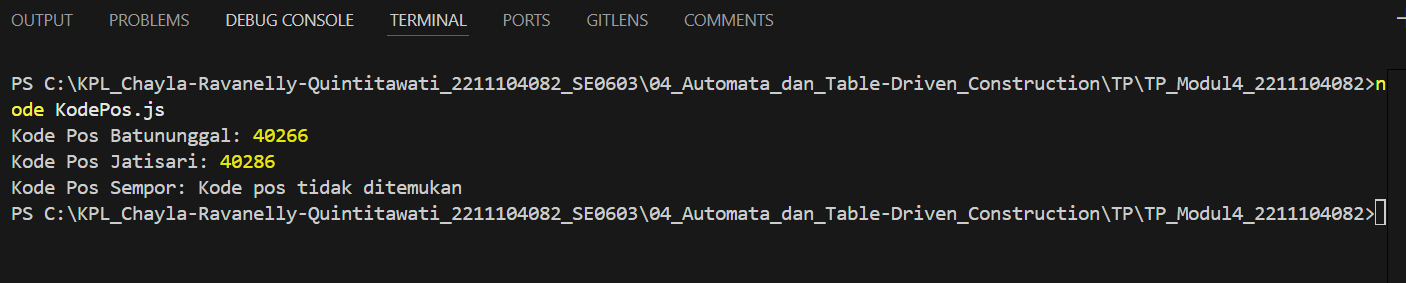 OUTPUT PROBLEMS DEBUG CONSOLE TERMINAL PORTS GITLENS COMMENTS
PS C:\KPL_Chayla-Ravanelly-Quintitawati_2211104082_SE0603\04_Automata_dan_Table-Driven_Construction\TP\TP_Modul4_2211104082>n
ode KodePos.js
Kode Pos Batununggal: 40266
Kode Pos Jatisari: 40286
Kode Pos Sempor: Kode pos tidak ditemukan
PS C:\KPL_Chayla-Ravanelly-Quintitawati_2211104082_SE0603\04_Automata_dan_Table-Driven_Construction\TP\TP_Modul4_2211104082>